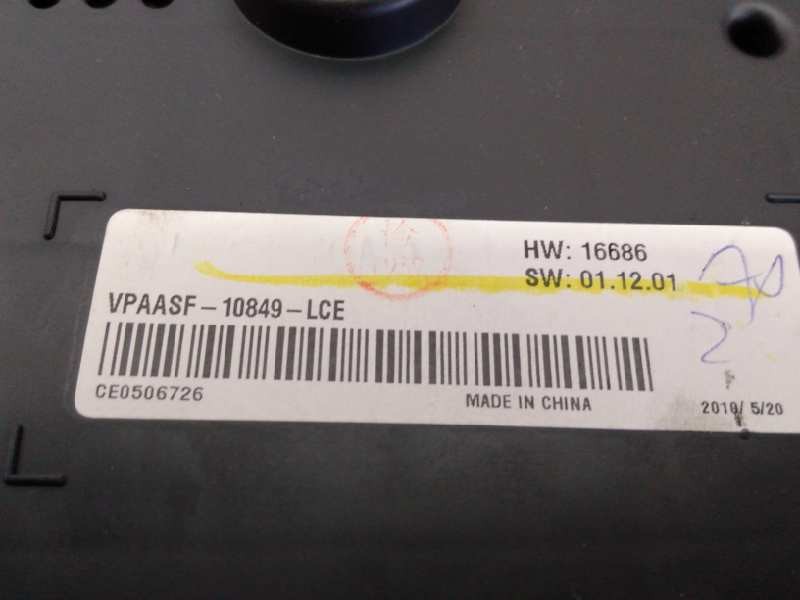 HW: 16686
SW: 01.12.01
VPAASF-10849-LCE
CE0506726
MADE IN CHINA
2010/ 5/20